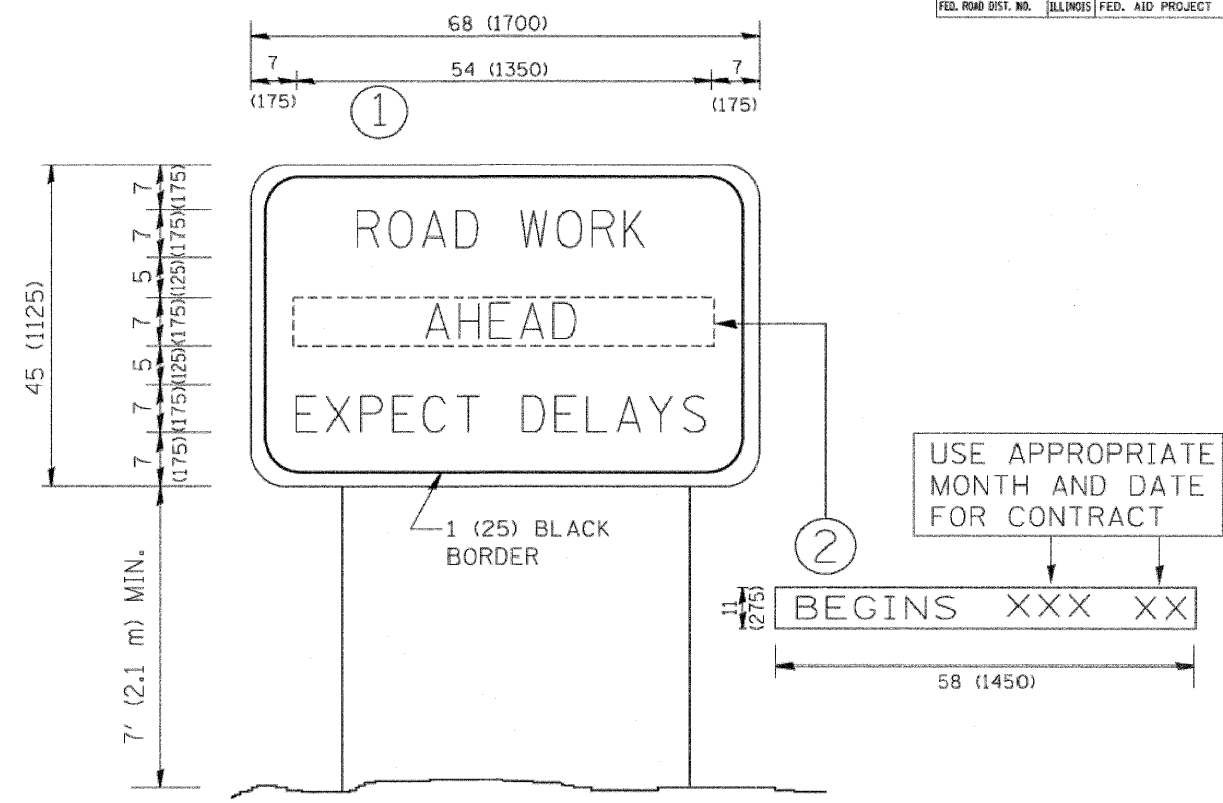 FED. ROAD DIST. NO. ILLINOIS FED. AID PROJECT
68 (1700)
7 54 (1350) 7
(175) (175)
1
45 (1125)
7 (175)
7 (175)
5 (125)
7 (175)
5 (125)
7 (175)
7 (175)
ROAD WORK
AHEAD
EXPECT DELAYS
1 (25) BLACK
BORDER
7' (2.1 m) MIN.
USE APPROPRIATE
MONTH AND DATE
FOR CONTRACT
2
11
(275)
BEGINS XXX XX
58 (1450)